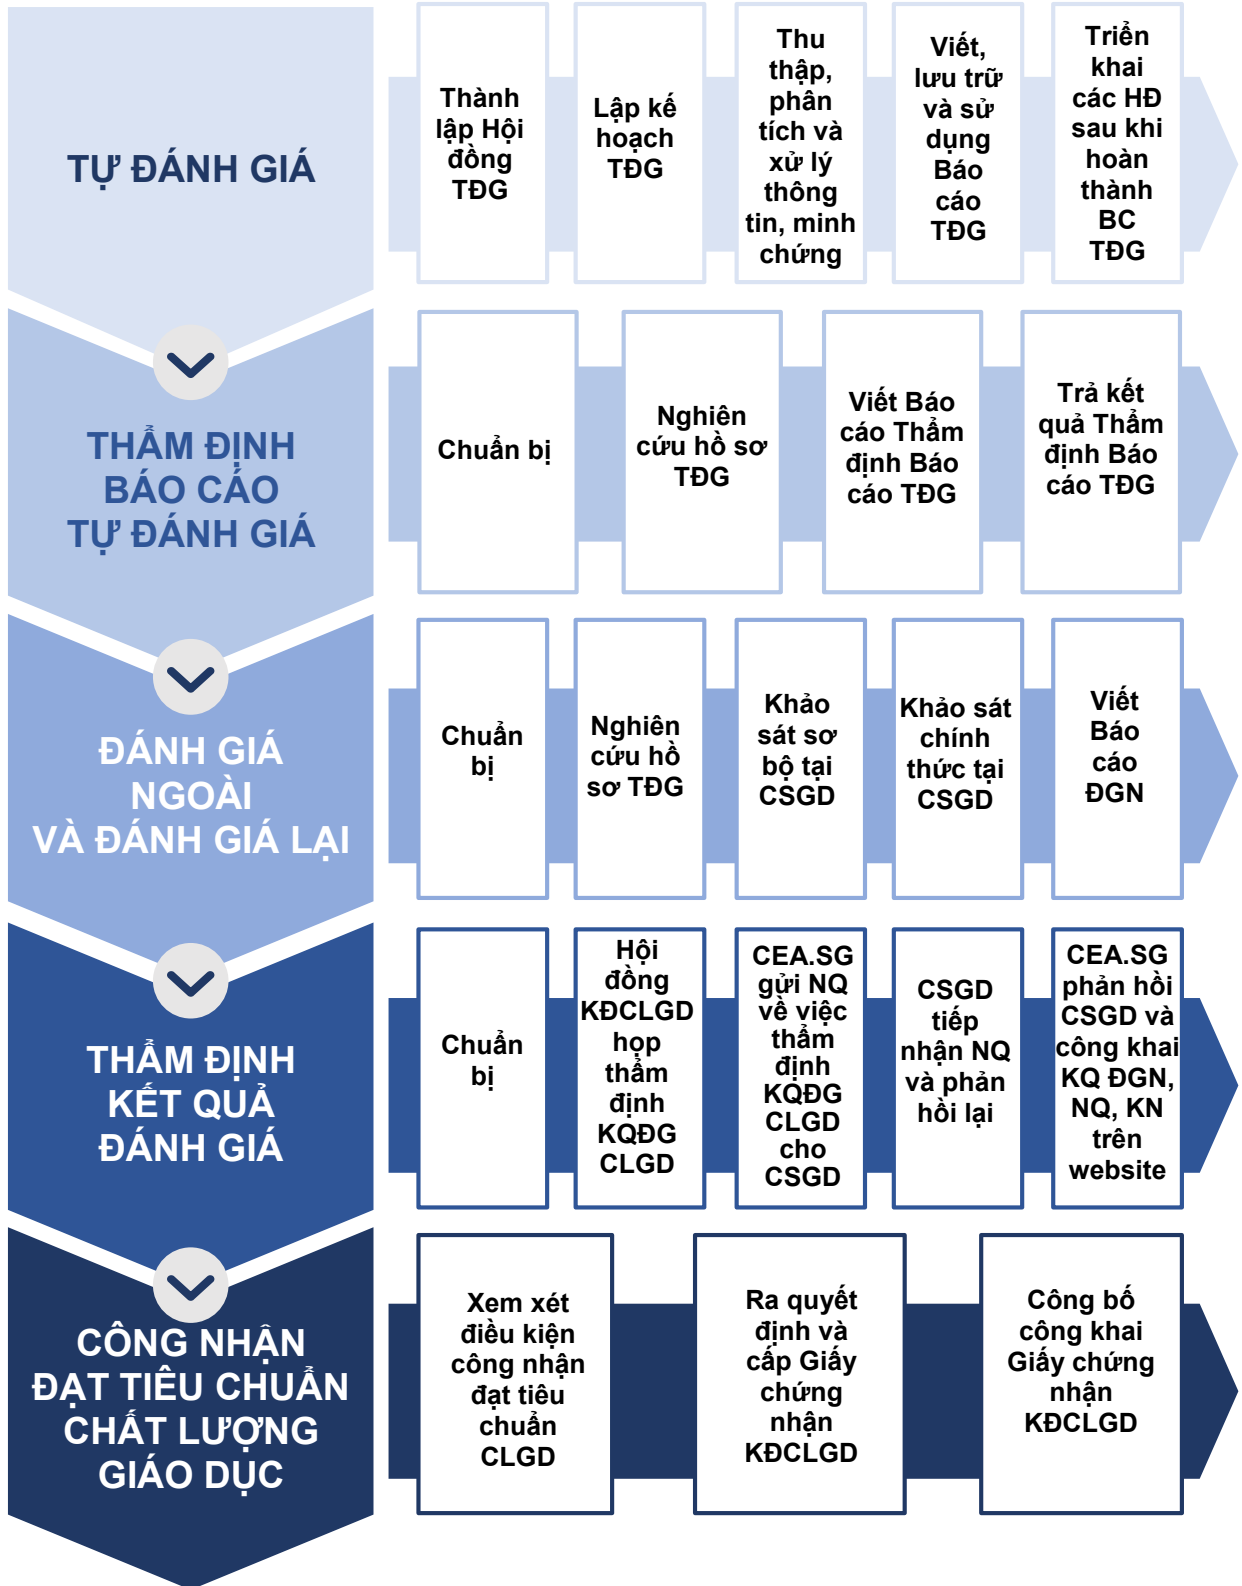 TỰ ĐÁNH GIÁ
Thành
lập Hội
đồng
TĐG
Lập kế
hoạch
TĐG
Thu
thập,
phân
tích và
xử lý
thông
tin, minh
chứng
Viết,
lưu trữ
và sử
dụng
Báo
cáo
TĐG
Triển
khai
các HĐ
sau khi
hoàn
thành
BC
TĐG
THẨM ĐỊNH
BÁO CÁO
TỰ ĐÁNH GIÁ
Chuẩn bị
Nghiên
cứu hồ sơ
TĐG
Viết Báo
cáo Thẩm
định Báo
cáo TĐG
Trả kết
quả Thẩm
định Báo
cáo TĐG
ĐÁNH GIÁ
NGOÀI
VÀ ĐÁNH GIÁ LẠI
Chuẩn
bị
Nghiên
cứu hồ
sơ TĐG
Khảo
sát sơ
bộ tại
CSGD
Khảo sát
chính
thức tại
CSGD
Viết
Báo
cáo
ĐGN
THẨM ĐỊNH
KẾT QUẢ
ĐÁNH GIÁ
Chuẩn
bị
Hội
đồng
KĐCLGD
họp
thẩm
định
KQĐG
CLGD
CEA.SG
gửi NQ
về việc
thẩm
định
KQĐG
CLGD
cho
CSGD
CSGD
tiếp
nhận NQ
và phản
hồi lại
CEA.SG
phản hồi
CSGD và
công khai
KQ ĐGN,
NQ, KN
trên
website
CÔNG NHẬN
ĐẠT TIÊU CHUẨN
CHẤT LƯỢNG
GIÁO DỤC
Xem xét
điều kiện
công nhận
đạt tiêu
chuẩn
CLGD
Ra quyết
định và
cấp Giấy
chứng
nhận
KĐCLGD
Công bố
công khai
Giấy chứng
nhận
KĐCLGD